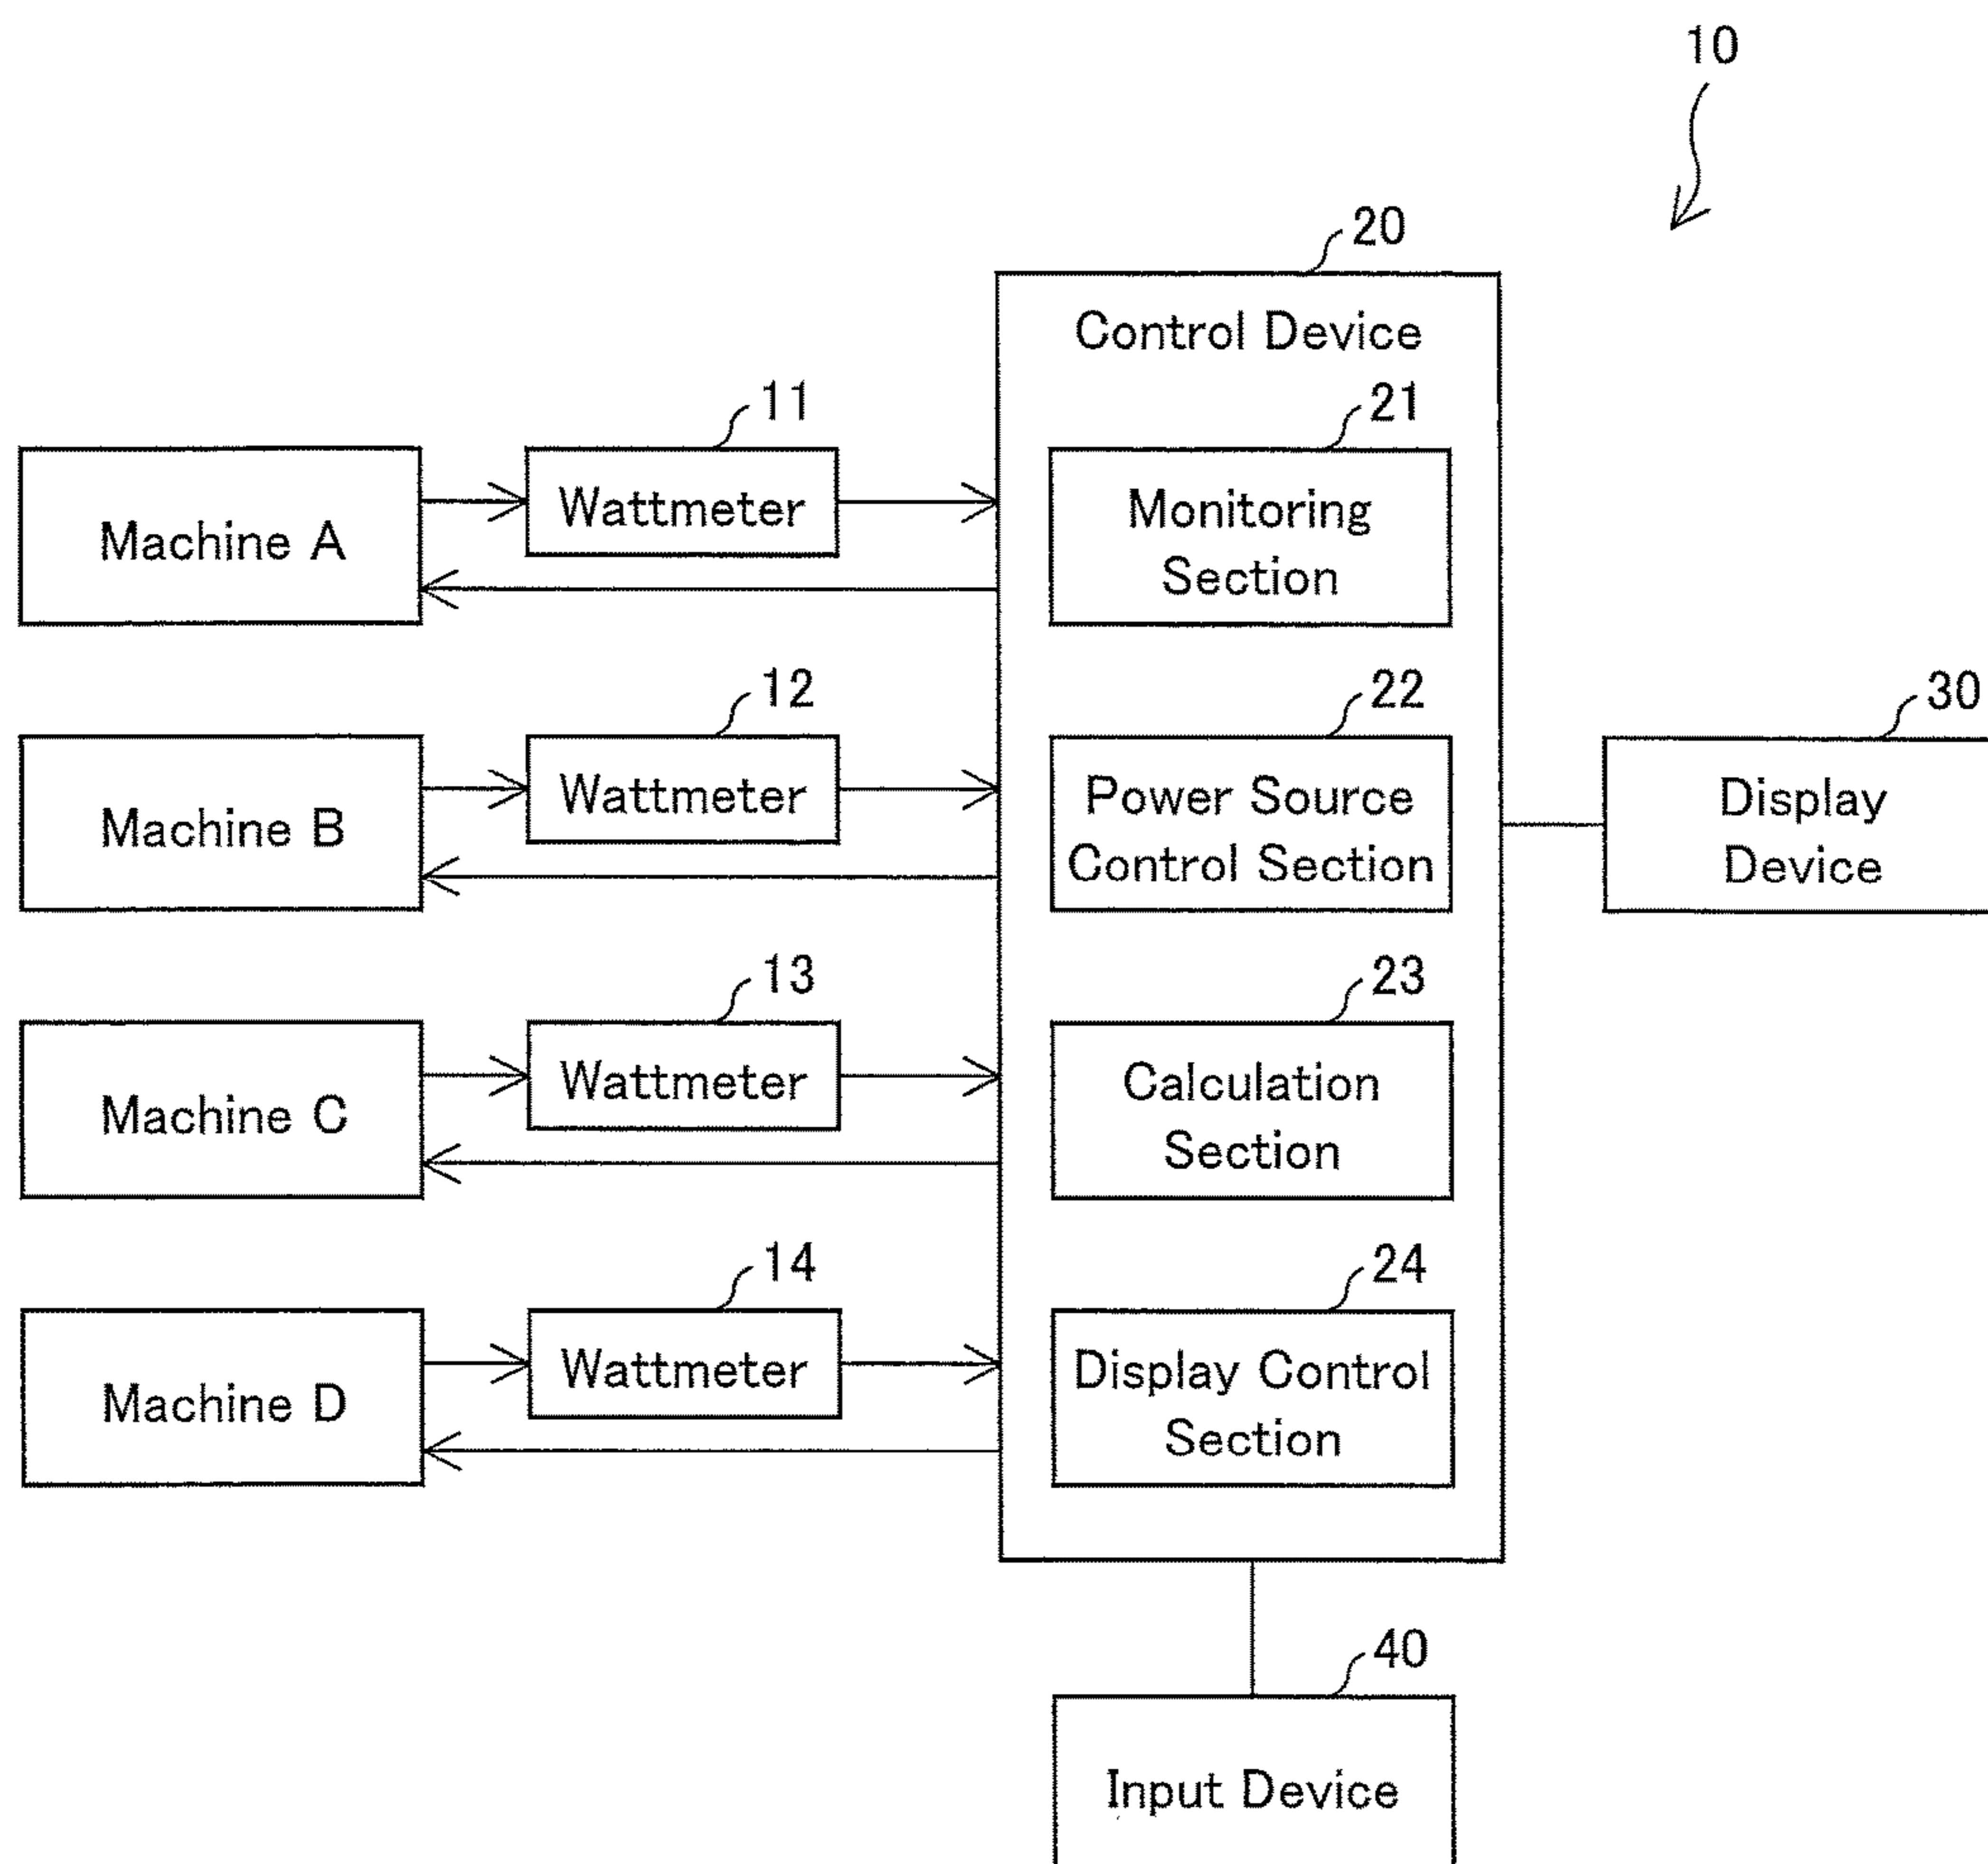 10
20
Control Device
11
21
Machine A
Wattmeter
Monitoring
Section
12
22
30
Machine B
Wattmeter
Power Source
Control Section
Display
Device
13
23
Machine C
Wattmeter
Calculation
Section
14
24
Machine D
Wattmeter
Display Control
Section
40
Input Device